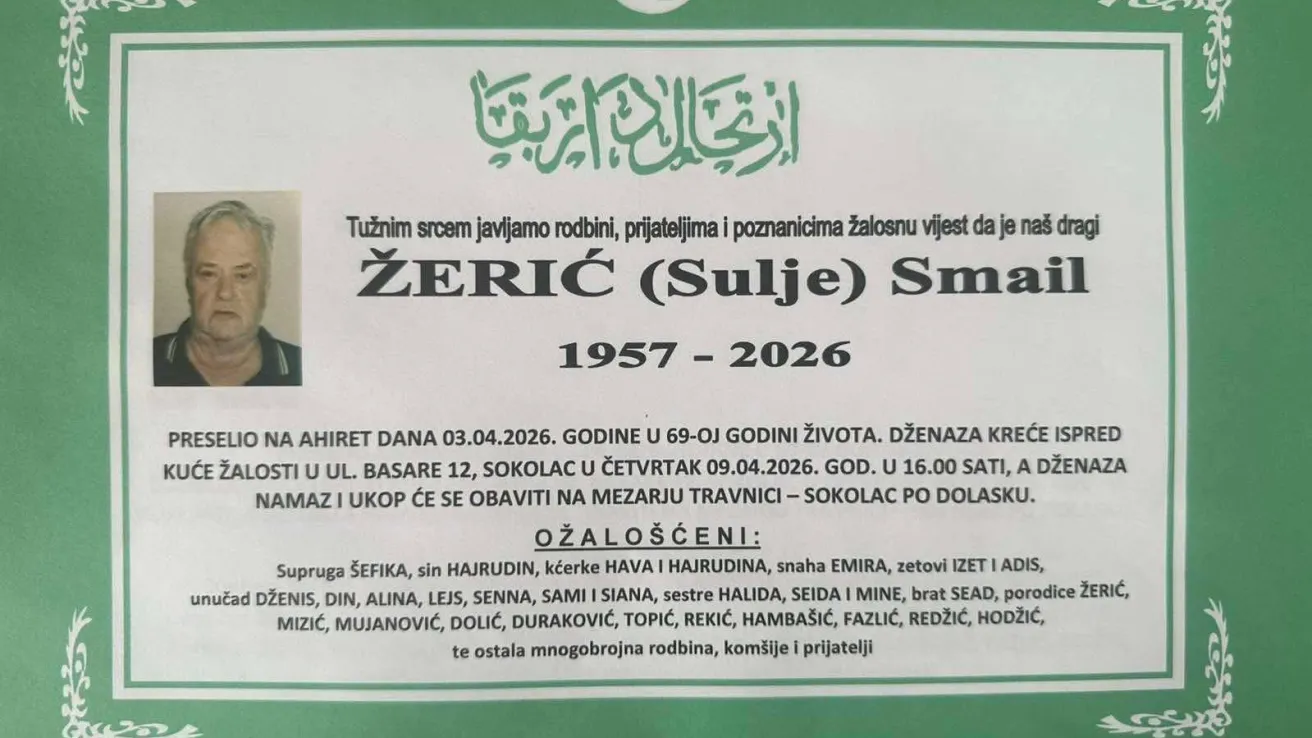 ارتحال دار بقا
Tužnim srcem javljamo rodbini, prijateljima i poznanicima žalosnu vijest da je naš dragi
ŽERIĆ (Sulje) Smail
1957 – 2026
PRESELIO NA AHIRET DANA 03.04.2026. GODINE U 69-OJ GODINI ŽIVOTA. DŽENAZA KREĆE ISPRED
KUĆE ŽALOSTI U UL. BASARE 12, SOKOLAC U ČETVRTAK 09.04.2026. GOD. U 16.00 SATI, A DŽENAZA
NAMAZ I UKOP ĆE SE OBAVITI NA MEZARJU TRAVNICI – SOKOLAC PO DOLASKU.
OŽALOŠĆENI:
Supruga ŠEFIKA, sin HAJRUDIN, kćerke HAVA I HAJRUDINA, snaha EMIRA, zetovi IZET I ADIS,
unučad DŽENIS, DIN, ALINA, LEJS, SENNA, SAMI I SIANA, sestre HALIDA, SEIDA I MINE, brat SEAD, porodice ŽERIĆ,
MIZIĆ, MUJANOVIĆ, DOLIĆ, DURAKOVIĆ, TOPIĆ, REKIĆ, HAMBAŠIĆ, FAZLIĆ, REDŽIĆ, HODŽIĆ,
te ostala mnogobrojna rodbina, komšije i prijatelji